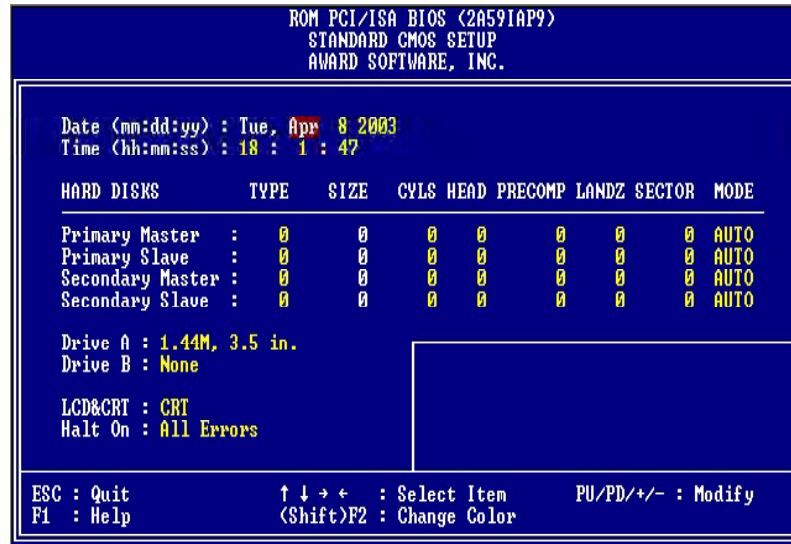 ROM PCI/ISA BIOS (2A59IAP9)
STANDARD CMOS SETUP
AWARD SOFTWARE, INC.
Date (mm:dd:yy) : Tue, Apr 8 2003
Time (hh:mm:ss) : 18 : 1 : 47
HARD DISKS TYPE SIZE CYLS HEAD PRECOMP LANDZ SECTOR MODE
Primary Master : 0 0 0 0 0 0 0 AUTO
Primary Slave : 0 0 0 0 0 0 0 AUTO
Secondary Master : 0 0 0 0 0 0 0 AUTO
Secondary Slave : 0 0 0 0 0 0 0 AUTO
Drive A : 1.44M, 3.5 in.
Drive B : None
LCD&CRT : CRT
Halt On : All Errors
ESC : Quit ↑ ↓ → ← : Select Item PU/PD/+/- : Modify
F1 : Help (Shift)F2 : Change Color